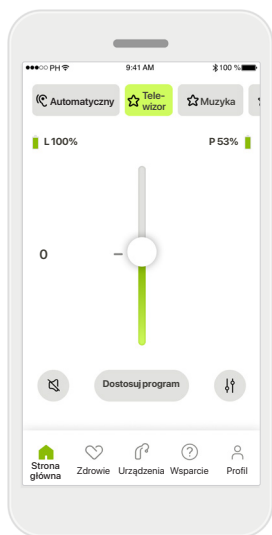 PH 9:41 AM 100 %
Automatyczny Tele-
wizor Muzyka
L 100% P 53%
0
Dostosuj program
Strona
główna Zdrowie Urządzenia Wsparcie Profil